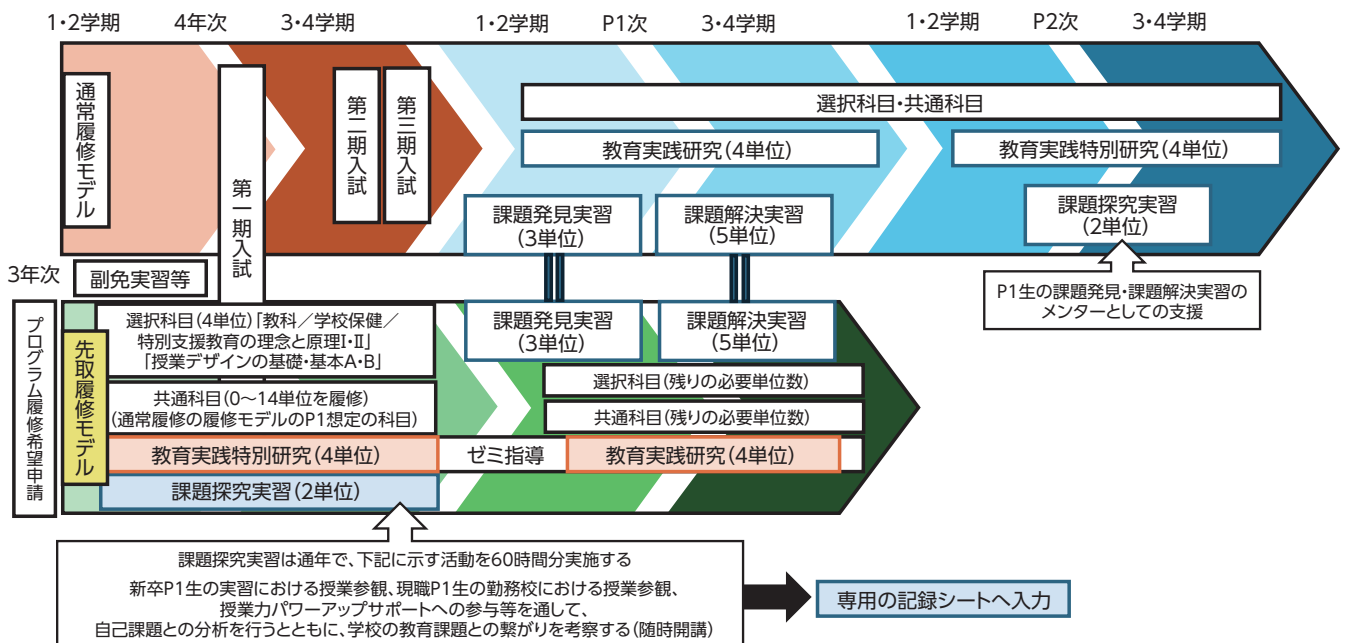 1・2学期
4年次
3・4学期
1・2学期
P1次
3・4学期
1・2学期
P2次
3・4学期
通常履修モデル
第一期入試
第二期入試
第三期入試
選択科目・共通科目
教育実践研究(4単位)
教育実践特別研究(4単位)
課題発見実習
(3単位)
課題解決実習
(5単位)
課題探究実習
(2単位)
P1生の課題発見・課題解決実習の
メンターとしての支援
3年次
副免実習等
プログラム履修希望申請
先取履修モデル
選択科目(4単位)「教科／学校保健／
特別支援教育の理念と原理Ⅰ・Ⅱ」
「授業デザインの基礎・基本A・B」
共通科目(0〜14単位を履修)
(通常履修の履修モデルのP1想定の科目)
教育実践特別研究(4単位)
課題探究実習(2単位)
ゼミ指導
課題発見実習
(3単位)
課題解決実習
(5単位)
選択科目(残りの必要単位数)
共通科目(残りの必要単位数)
教育実践研究(4単位)
課題探究実習は通年で、下記に示す活動を60時間分実施する
新卒P1生の実習における授業参観、現職P1生の勤務校における授業参観、
授業力パワーアップサポートへの参与等を通して、
自己課題との分析を行うとともに、学校の教育課題との繋がりを考察する(随時開講)
専用の記録シートへ入力